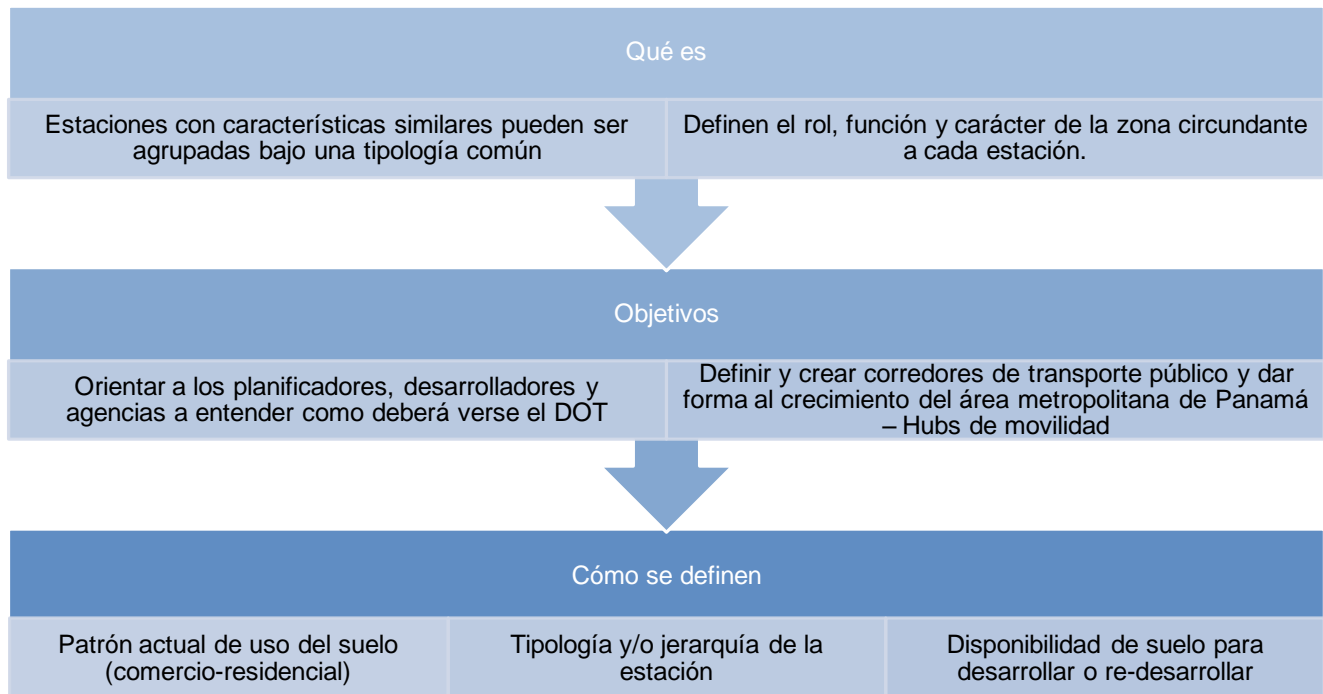 Qué es
Estaciones con características similares pueden ser
agrupadas bajo una tipología común
Definen el rol, función y carácter de la zona circundante
a cada estación.
Objetivos
Orientar a los planificadores, desarrolladores y
agencias a entender como deberá verse el DOT
Definir y crear corredores de transporte público y dar
forma al crecimiento del área metropolitana de Panamá
– Hubs de movilidad
Cómo se definen
Patrón actual de uso del suelo
(comercio-residencial)
Tipología y/o jerarquía de la
estación
Disponibilidad de suelo para
desarrollar o re-desarrollar